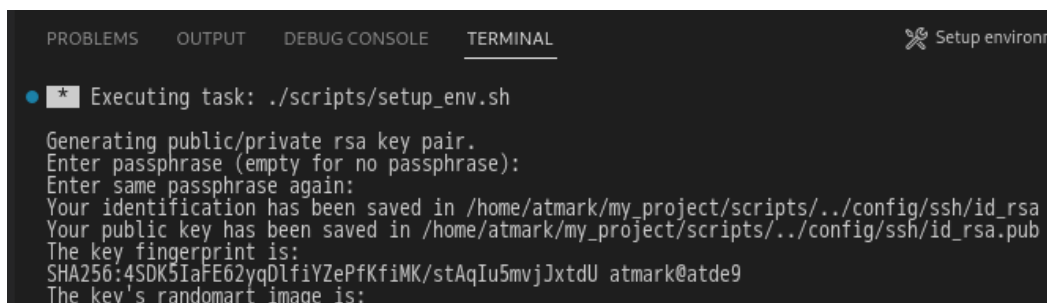 PROBLEMS OUTPUT DEBUG CONSOLE TERMINAL Setup
* Executing task: ./scripts/setup_env.sh
Generating public/private rsa key pair.
Enter passphrase (empty for no passphrase):
Enter same passphrase again:
Your identification has been saved in /home/atmark/my_project/scripts/../config/ssh/id_rsa
Your public key has been saved in /home/atmark/my_project/scripts/../config/ssh/id_rsa.pub
The key fingerprint is:
SHA256:4SDK5IaFE62yqDlfiYZePfKfiMK/stAqIu5mvjJxtdU atmark@atde9
The key's randomart image is: